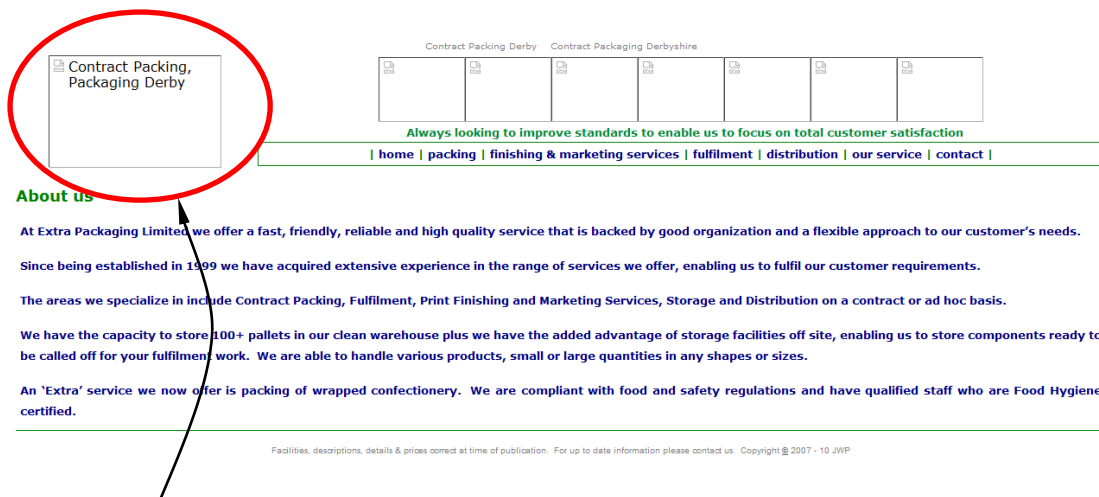 Contract Packing Derby Contract Packaging Derbyshire
Contract Packing,
Packaging Derby
Always looking to improve standards to enable us to focus on total customer satisfaction
| home | packing | finishing & marketing services | fulfilment | distribution | our service | contact |
About us
At Extra Packaging Limited we offer a fast, friendly, reliable and high quality service that is backed by good organization and a flexible approach to our customer’s needs.
Since being established in 1999 we have acquired extensive experience in the range of services we offer, enabling us to fulfil our customer requirements.
The areas we specialize in include Contract Packing, Fulfilment, Print Finishing and Marketing Services, Storage and Distribution on a contract or ad hoc basis.
We have the capacity to store 100+ pallets in our clean warehouse plus we have the added advantage of storage facilities off site, enabling us to store components ready to
be called off for your fulfilment work. We are able to handle various products, small or large quantities in any shapes or sizes.
An ‘Extra’ service we now offer is packing of wrapped confectionery. We are compliant with food and safety regulations and have qualified staff who are Food Hygiene
certified.
Facilities, descriptions, details & prices correct at time of publication. For up to date information please contact us. Copyright @ 2007 - 10 JWP